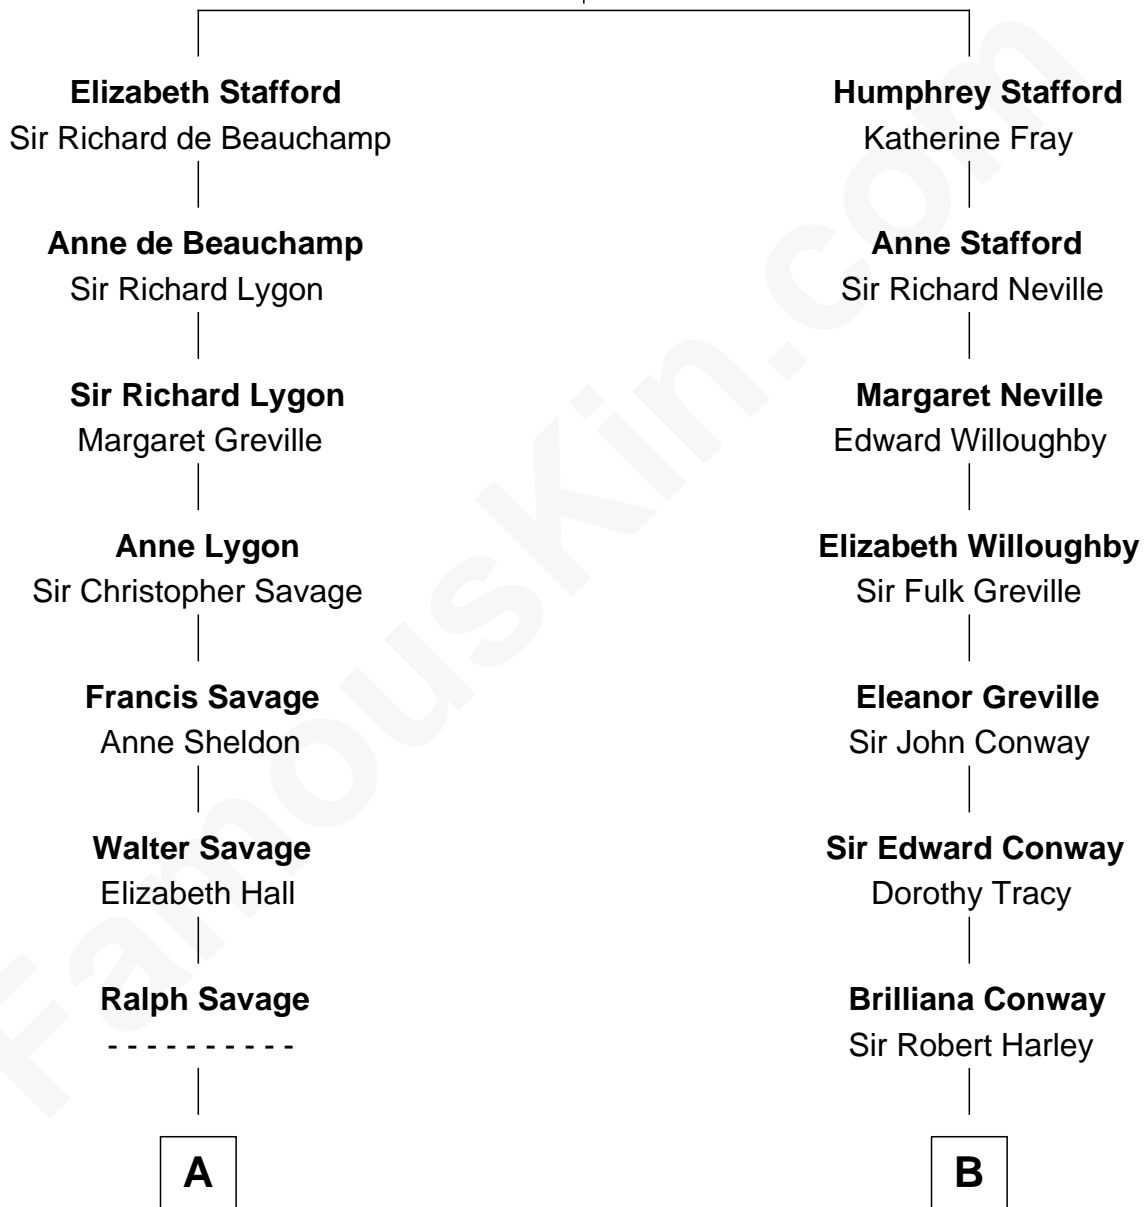 Elizabeth Stafford
Sir Richard de Beauchamp
Anne de Beauchamp
Sir Richard Lygon
Sir Richard Lygon
Margaret Greville
Anne Lygon
Sir Christopher Savage
Francis Savage
Anne Sheldon
Walter Savage
Elizabeth Hall
Ralph Savage
- - - - - - - - - -
A
Humphrey Stafford
Katherine Fray
Anne Stafford
Sir Richard Neville
Margaret Neville
Edward Willoughby
Elizabeth Willoughby
Sir Fulk Greville
Eleanor Greville
Sir John Conway
Sir Edward Conway
Dorothy Tracy
Brilliana Conway
Sir Robert Harley
B
FamousKin.com